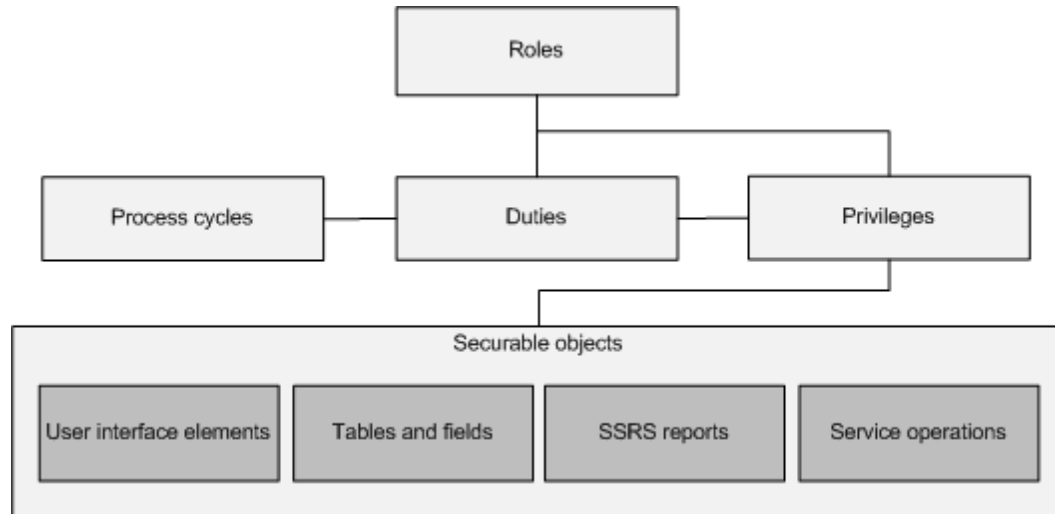 Roles
Process cycles
Duties
Privileges
Securable objects
User interface elements
Tables and fields
SSRS reports
Service operations